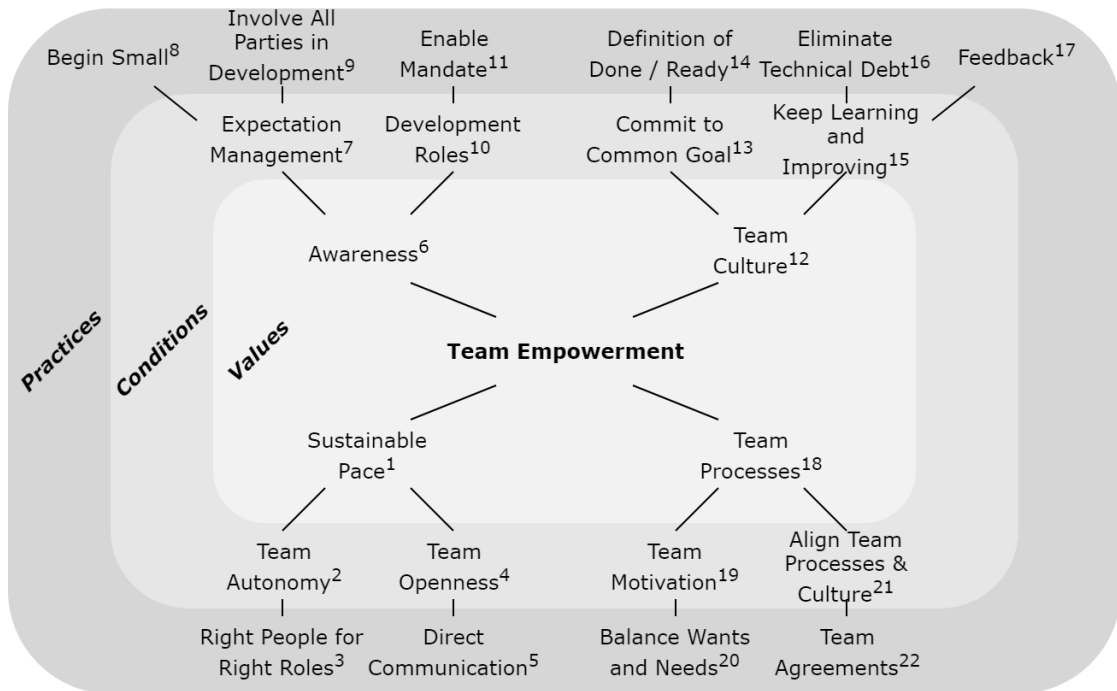 Begin Small8
Involve All
Parties in
Development9
Enable
Mandate11
Definition of
Done / Ready14
Eliminate
Technical Debt16
Feedback17
Expectation
Management7
Development
Roles10
Commit to
Common Goal13
Keep Learning
and
Improving15
Awareness6
Team
Culture12
Practices
Conditions
Values
Team Empowerment
Sustainable
Pace1
Team
Processes18
Team
Autonomy2
Team
Openness4
Team
Motivation19
Align Team
Processes &
Culture21
Right People for
Right Roles3
Direct
Communication5
Balance Wants
and Needs20
Team
Agreements22